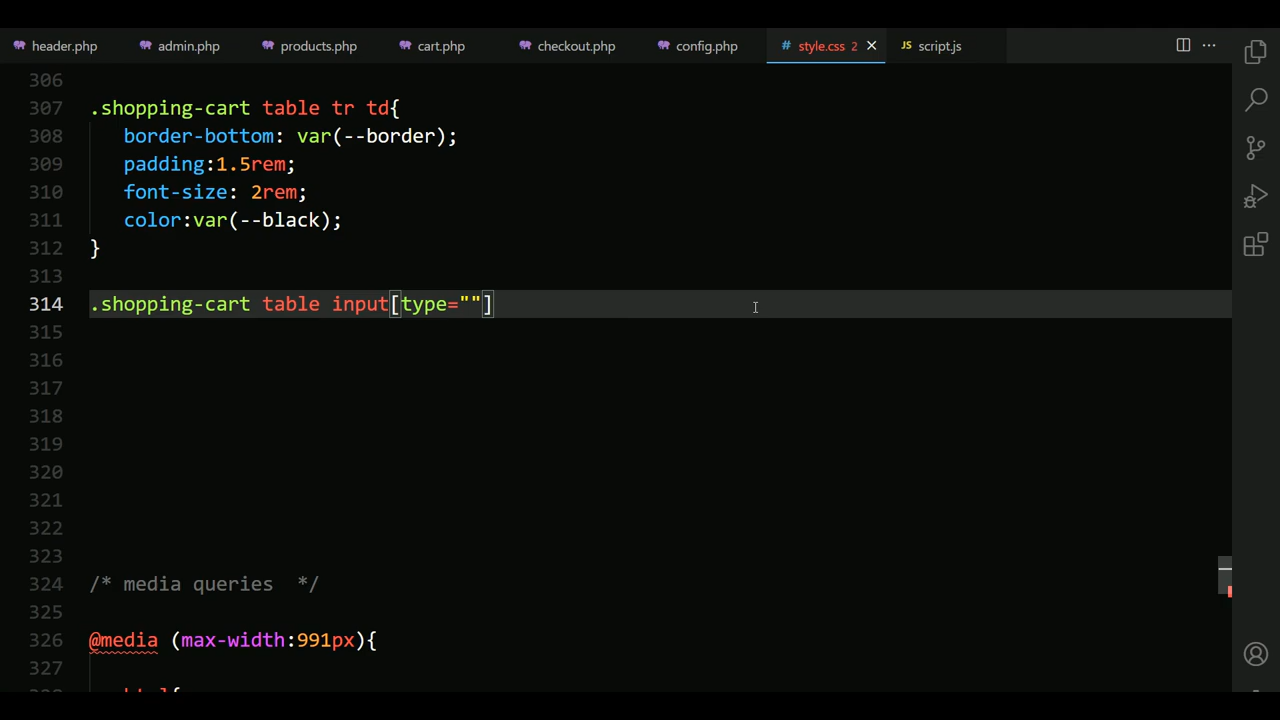 header.php admin.php products.php cart.php checkout.php config.php # style.css 2 JS script.js
306
307 .shopping-cart table tr td{
308 border-bottom: var(--border);
309 padding:1.5rem;
310 font-size: 2rem;
311 color:var(--black);
312 }
313
314 .shopping-cart table input[type=""]
315
316
317
318
319
320
321
322
323
324 /* media queries  */
325
326 @media (max-width:991px){
327